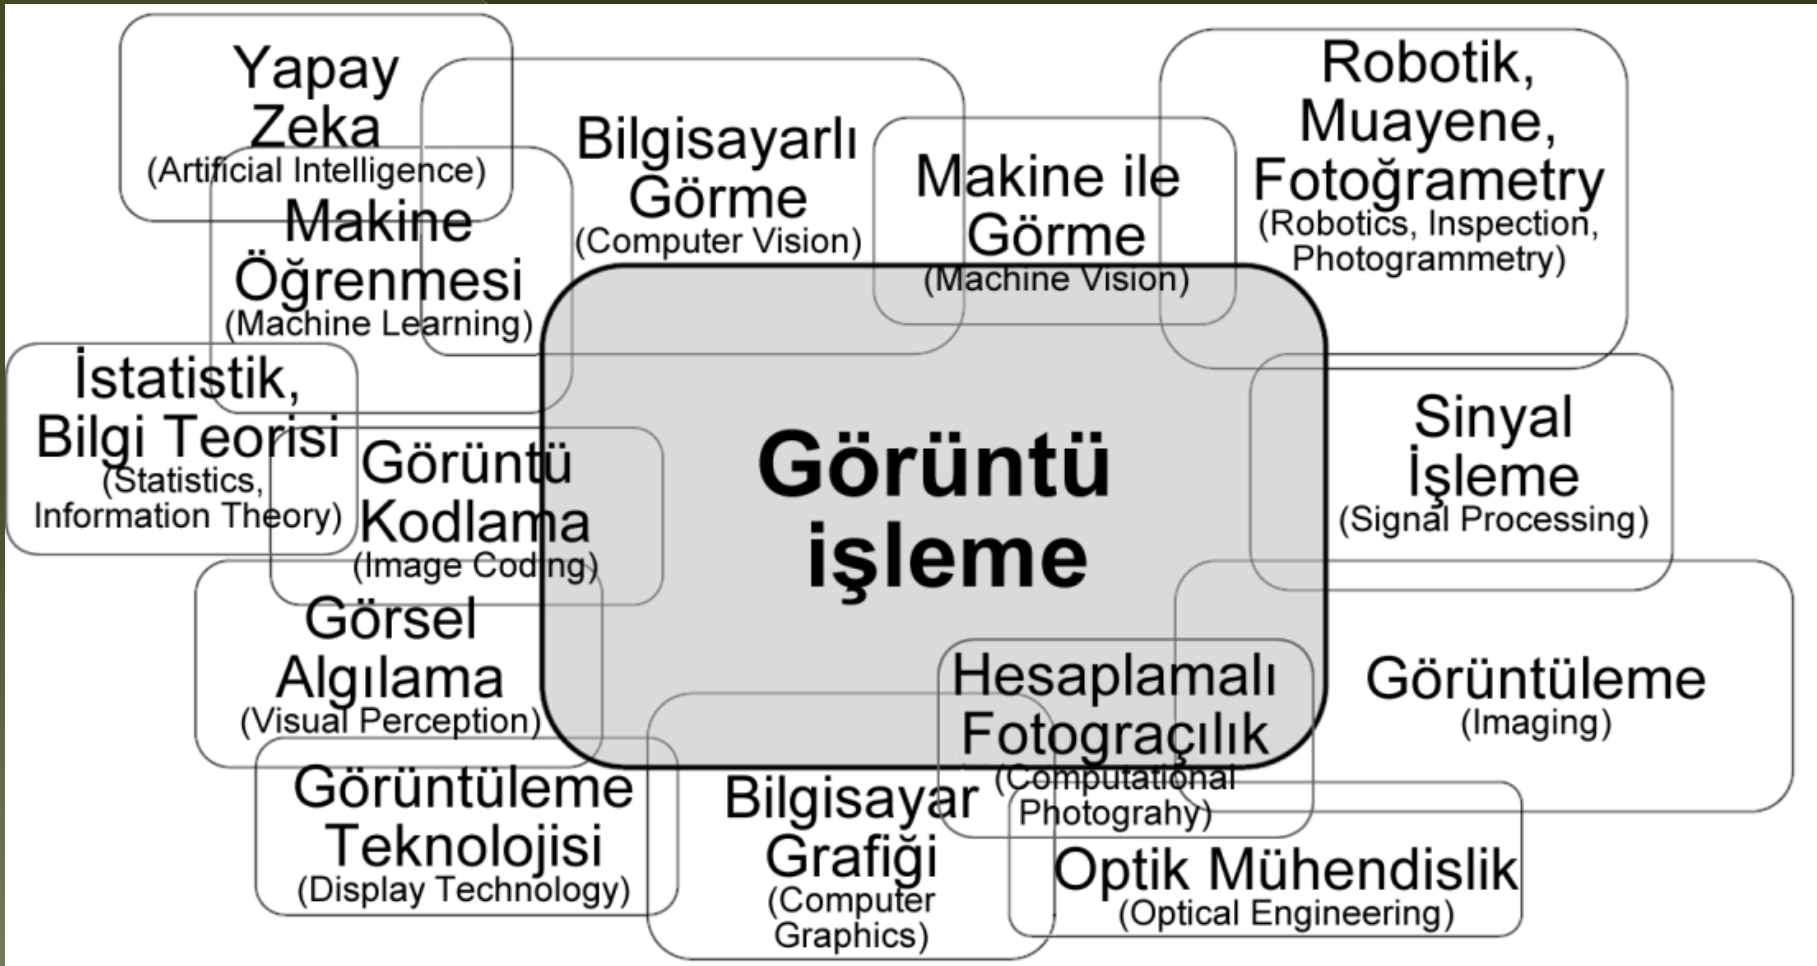 Yapay
Zeka
(Artificial Intelligence)
Makine
Öğrenmesi
(Machine Learning)
Bilgisayarlı
Görme
(Computer Vision)
Makine ile
Görme
(Machine Vision)
Robotik,
Muayene,
Fotoğrametry
(Robotics, Inspection,
Photogrammetry)
İstatistik,
Bilgi Teorisi
(Statistics,
Information Theory)
Görüntü
Kodlama
(Image Coding)
Görüntü
işleme
Sinyal
İşleme
(Signal Processing)
Görsel
Algılama
(Visual Perception)
Hesaplamalı
Fotograçılık
(Computational
Photograhy)
Görüntüleme
(Imaging)
Görüntüleme
Teknolojisi
(Display Technology)
Bilgisayar
Grafiği
(Computer
Graphics)
Optik Mühendislik
(Optical Engineering)